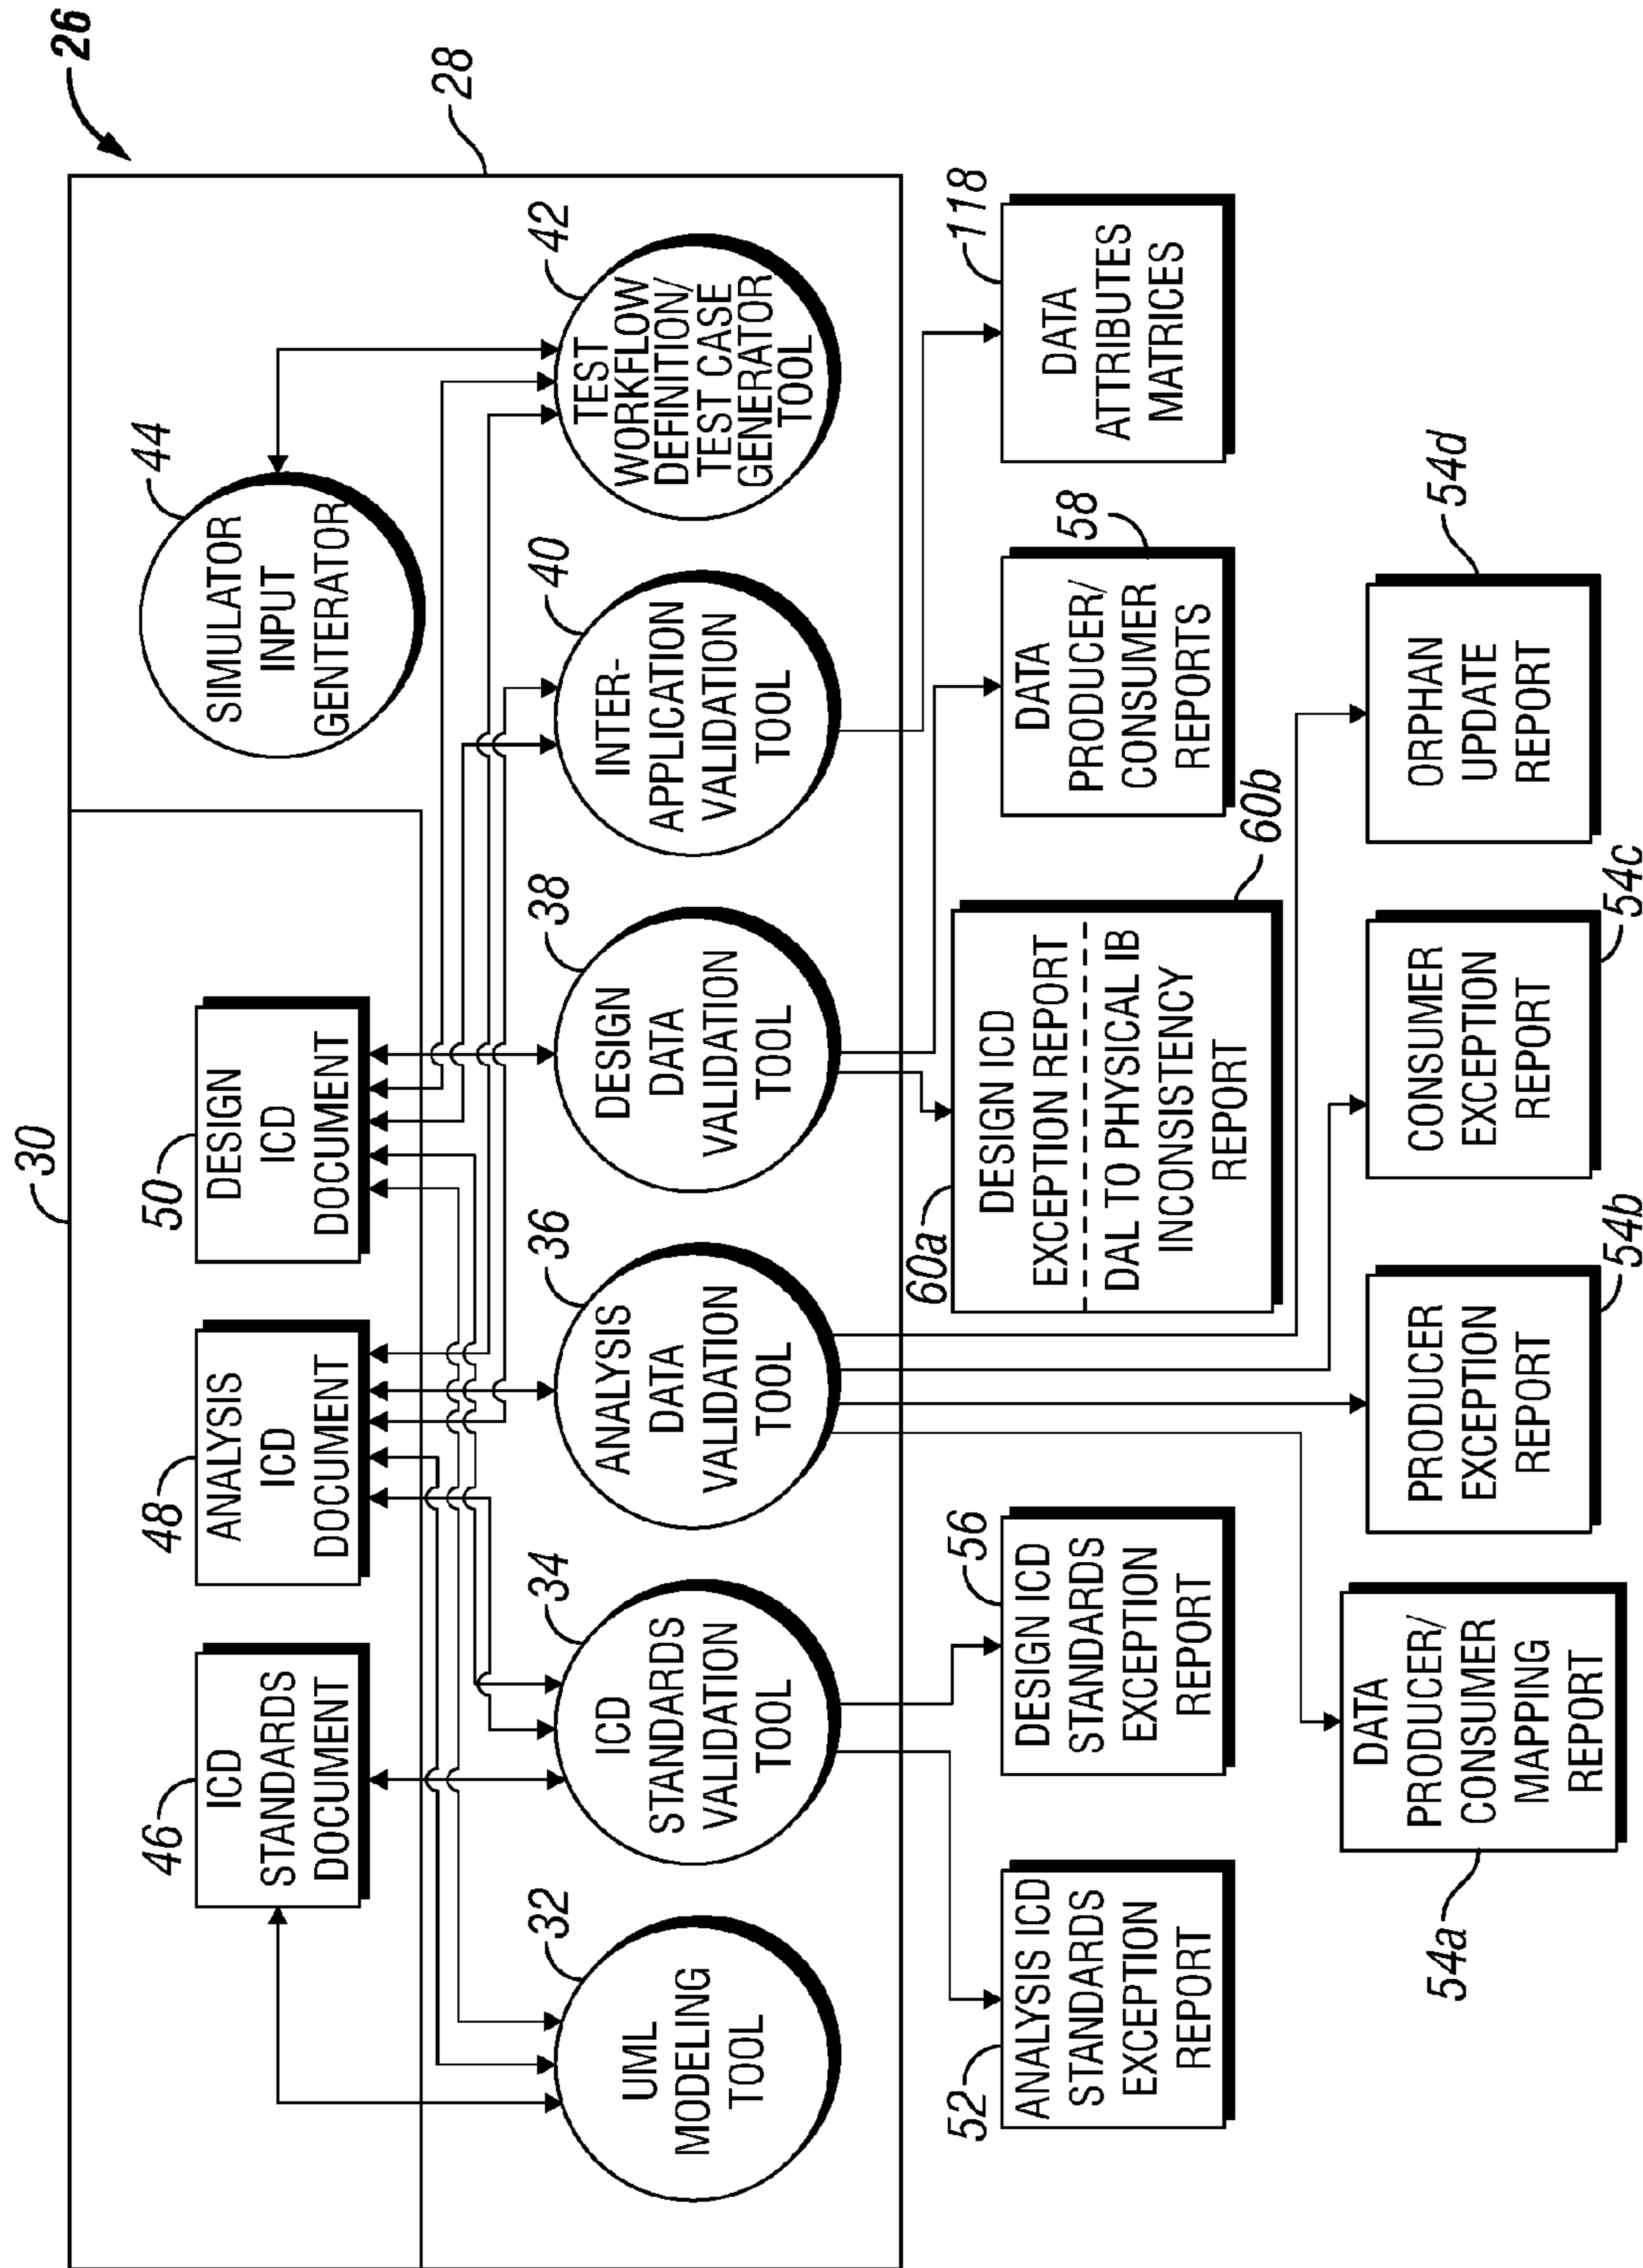 26
30
28
46
ICD
STANDARDS
DOCUMENT
48
ANALYSIS
ICD
DOCUMENT
50
DESIGN
ICD
DOCUMENT
44
SIMULATOR
INPUT
GENTERATOR
32
UML
MODELING
TOOL
34
ICD
STANDARDS
VALIDATION
TOOL
36
ANALYSIS
DATA
VALIDATION
TOOL
38
DESIGN
DATA
VALIDATION
TOOL
40
INTER-
APPLICATION
VALIDATION
TOOL
42
TEST
WORKFLOW
DEFINITION/
TEST CASE
GENERATOR
TOOL
52
ANALYSIS ICD
STANDARDS
EXCEPTION
REPORT
56
DESIGN ICD
STANDARDS
EXCEPTION
REPORT
60a
DESIGN ICD
EXCEPTION REPORT
DAL TO PHYSICAL IB
INCONSISTENCY
REPORT
60b
58
DATA
PRODUCER/
CONSUMER
REPORTS
118
DATA
ATTRIBUTES
MATRICES
54a
DATA
PRODUCER/
CONSUMER
MAPPING
REPORT
54b
PRODUCER
EXCEPTION
REPORT
54c
CONSUMER
EXCEPTION
REPORT
54d
ORPHAN
UPDATE
REPORT